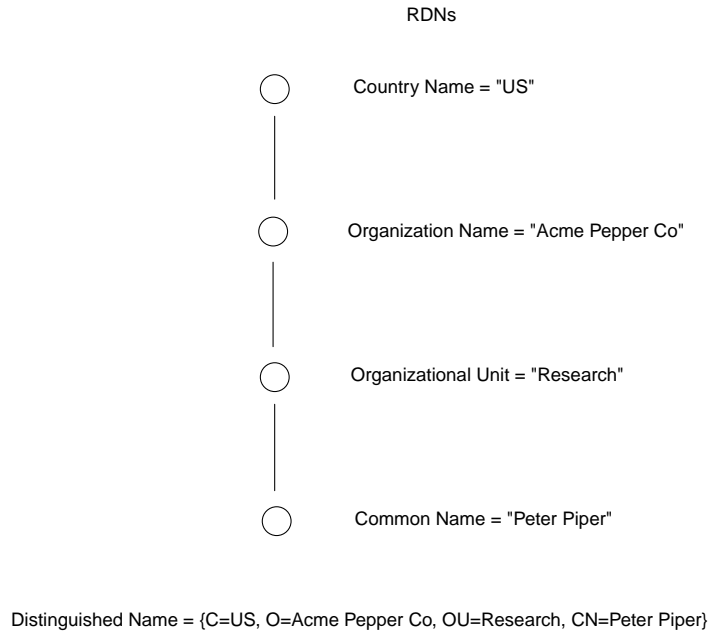 RDNs
Country Name = "US"
Organization Name = "Acme Pepper Co"
Organizational Unit = "Research"
Common Name = "Peter Piper"
Distinguished Name = {C=US, O=Acme Pepper Co, OU=Research, CN=Peter Piper}